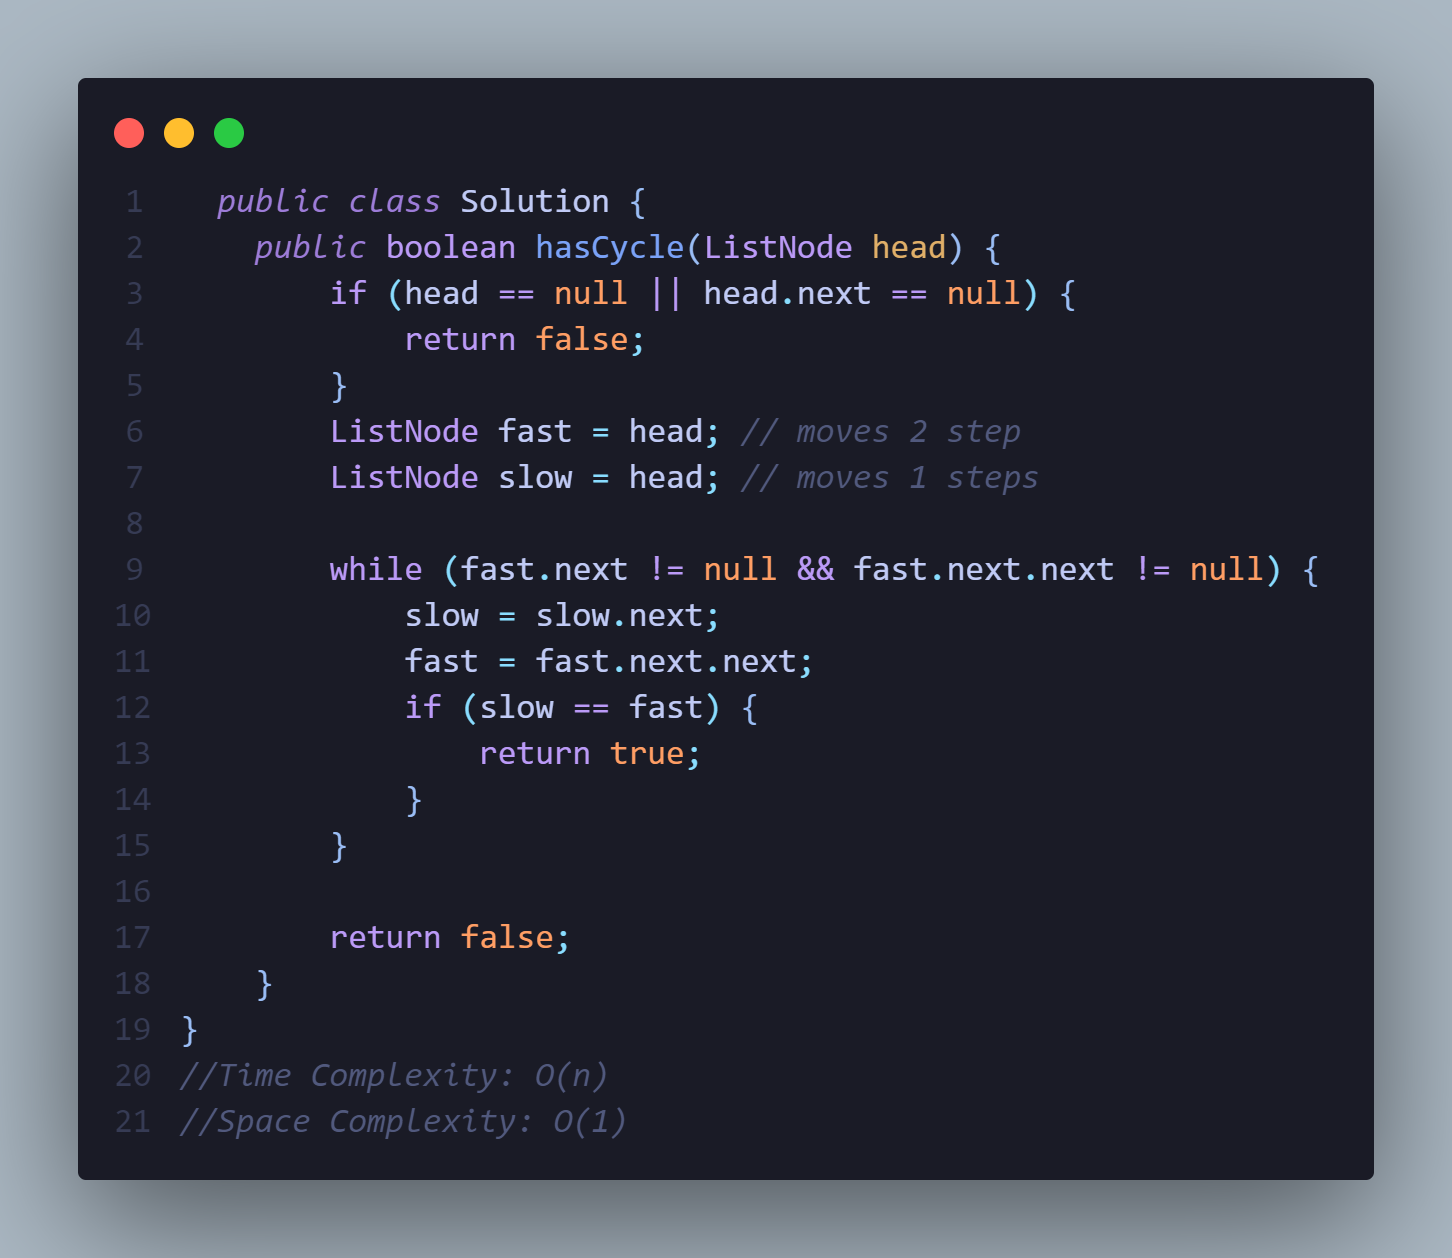 1 public class Solution {
2 public boolean hasCycle(ListNode head) {
3 if (head == null || head.next == null) {
4 return false;
5 }
6 ListNode fast = head; // moves 2 step
7 ListNode slow = head; // moves 1 steps
8
9 while (fast.next != null && fast.next.next != null) {
10 slow = slow.next;
11 fast = fast.next.next;
12 if (slow == fast) {
13 return true;
14 }
15 }
16
17 return false;
18 }
19 }
20 //Time Complexity: O(n)
21 //Space Complexity: O(1)